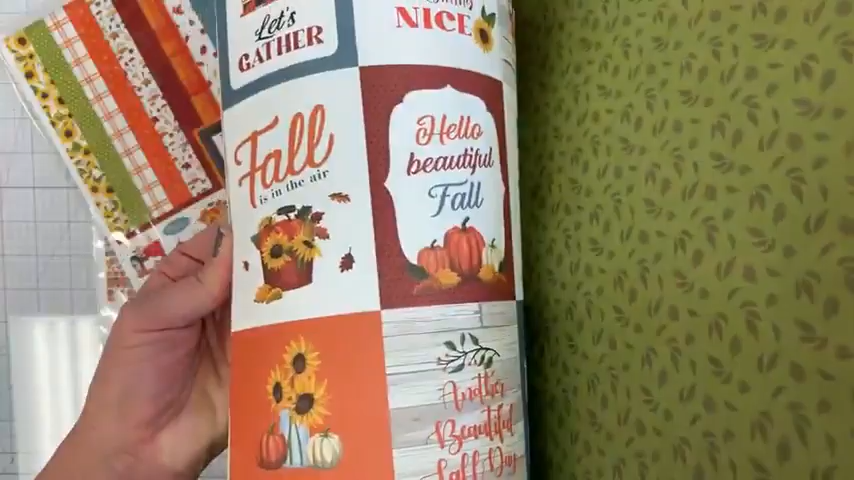 Let's
GATHER
NICE
Fall
is in the air
Hello
beautiful
Fall
Another
Beautiful
Fall Day